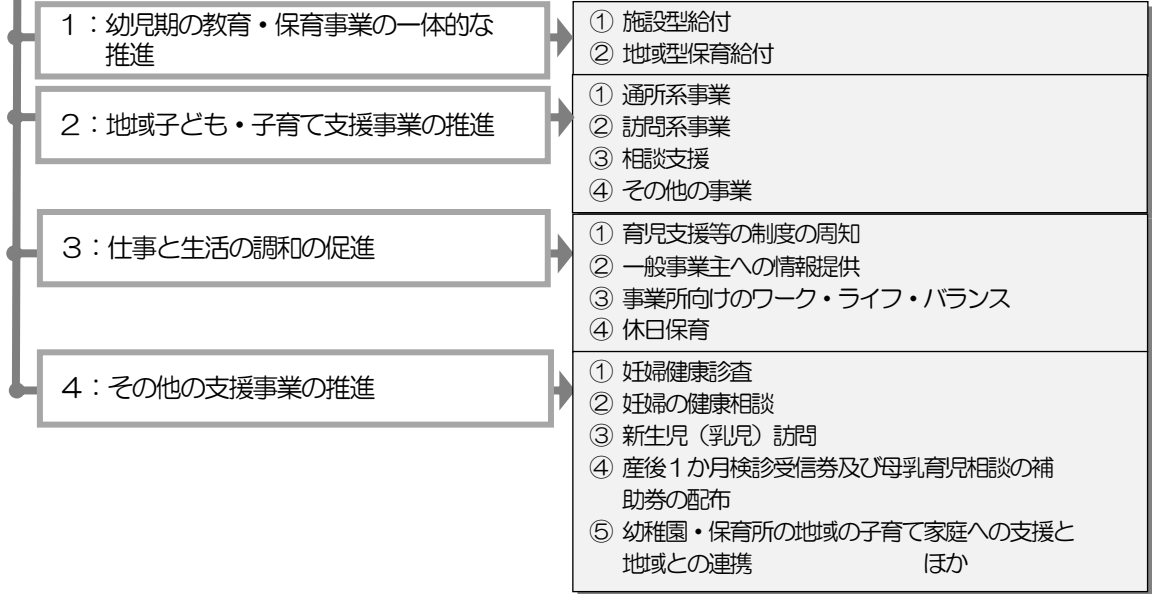 １：幼児期の教育・保育事業の一体的な
推進
① 施設型給付
② 地域型保育給付
２：地域子ども・子育て支援事業の推進
① 通所系事業
② 訪問系事業
③ 相談支援
④ その他の事業
３：仕事と生活の調和の促進
① 育児支援等の制度の周知
② 一般事業主への情報提供
③ 事業所向けのワーク・ライフ・バランス
④ 休日保育
４：その他の支援事業の推進
① 妊婦健康診査
② 妊婦の健康相談
③ 新生児（乳児）訪問
④ 産後１か月検診受信券及び母乳育児相談の補
助券の配布
⑤ 幼稚園・保育所の地域の子育て家庭への支援と
地域との連携 ほか